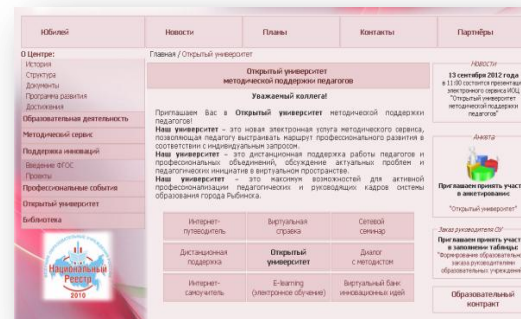 Юбилей
Новости
Планы
Контакты
Партнёры
О Центре:
История
Структура
Документы
Программа развития
Достижения
Образовательная деятельность
Методический сервис
Поддержка инноваций
Введение ФГОС
Проекты
Профессиональные события
Открытый университет
Библиотека
Национальный
Реестр
2010
Главная / Открытый университет
Открытый университет
методической поддержки педагогов
Уважаемый коллега!
Приглашаем Вас в Открытый университет методической поддержки
педагогов!
Наш университет – это новая электронная услуга методического сервиса,
позволяющая педагогу выстраивать маршрут профессионального развития в
соответствии с индивидуальным запросом.
Наш университет – это дистанционная поддержка работы педагогов и
профессиональных объединений, обсуждение актуальных проблем и
педагогических инициатив в виртуальном пространстве.
Наш университет – это максимум возможностей для активной
профессионализации педагогических и руководящих кадров системы
образования города Рыбинска.
Интернет-
путеводитель
Виртуальная
справка
Сетевой
семинар
Дистанционная
поддержка
Открытый
университет
Диалог
с методистом
Интернет-
самоучитель
E-learning
(электронное обучение)
Виртуальный банк
инновационных идей
Новости
13 сентября 2012 года
в 11:00 состоится презентация
электронного сервиса ИОЦ
"Открытый университет
методической поддержки
педагогов"
Анкета
Приглашаем принять участ
в анкетировании:
"Открытый университет"
Заказ руководителя ОУ
Приглашаем принять участ
в заполнении таблицы:
"Формирование образовательно
заказа руководителями
образовательных учреждений
Образовательный
контракт